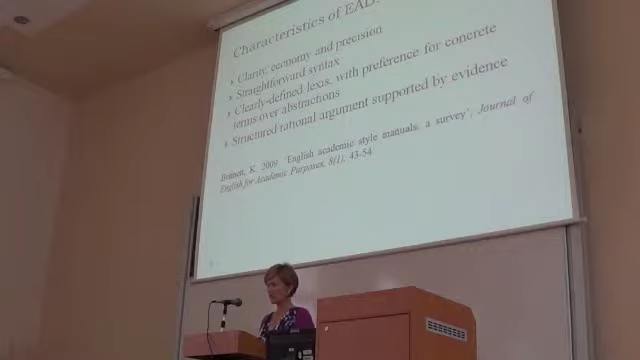 Characteristics of EAD:
Clarity, economy and precision
Straightforward syntax
Clearly-defined lexis, with preference for concrete
terms over abstractions
Structured rational argument supported by evidence
Bennett, K. 2009. 'English academic style manuals: a survey', Journal of
English for Academic Purposes, 8(1), 43-54.